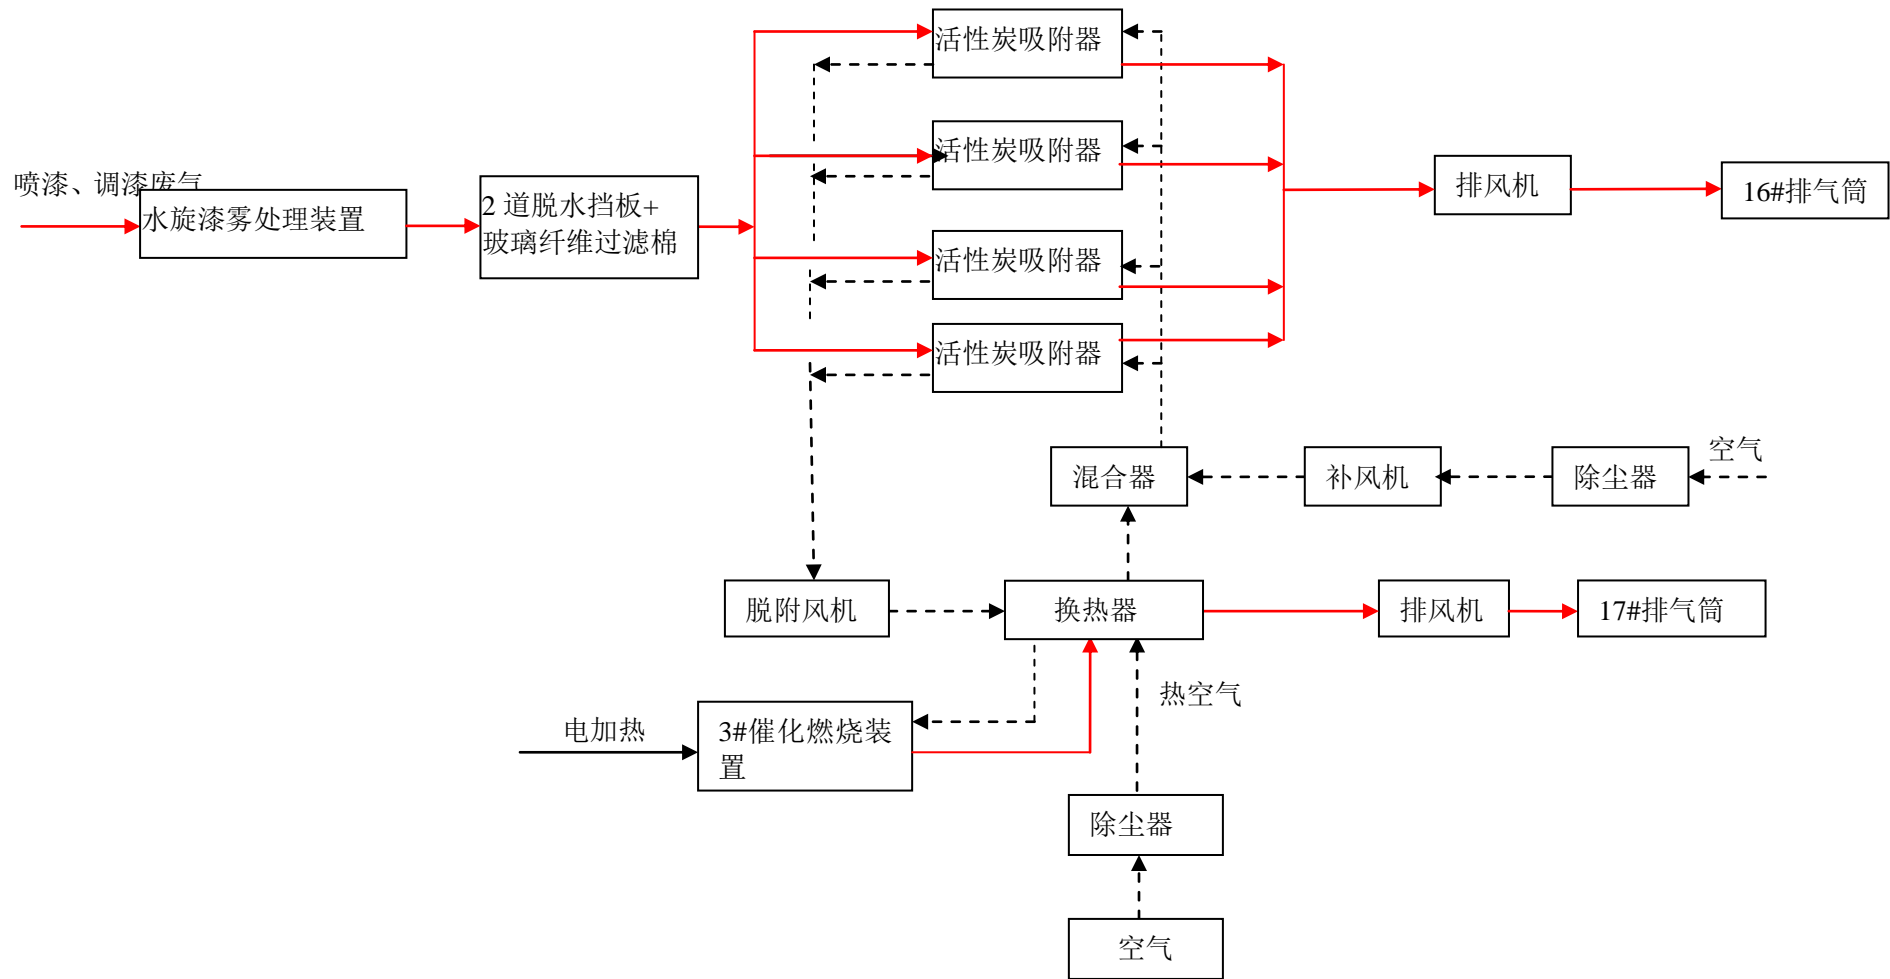 活性炭吸附器
活性炭吸附器
喷漆、调漆废气
水旋漆雾处理装置
2 道脱水挡板+
玻璃纤维过滤棉
排风机
16#排气筒
活性炭吸附器
活性炭吸附器
混合器
补风机
除尘器
空气
脱附风机
换热器
排风机
17#排气筒
热空气
电加热
3#催化燃烧装
置
除尘器
空气